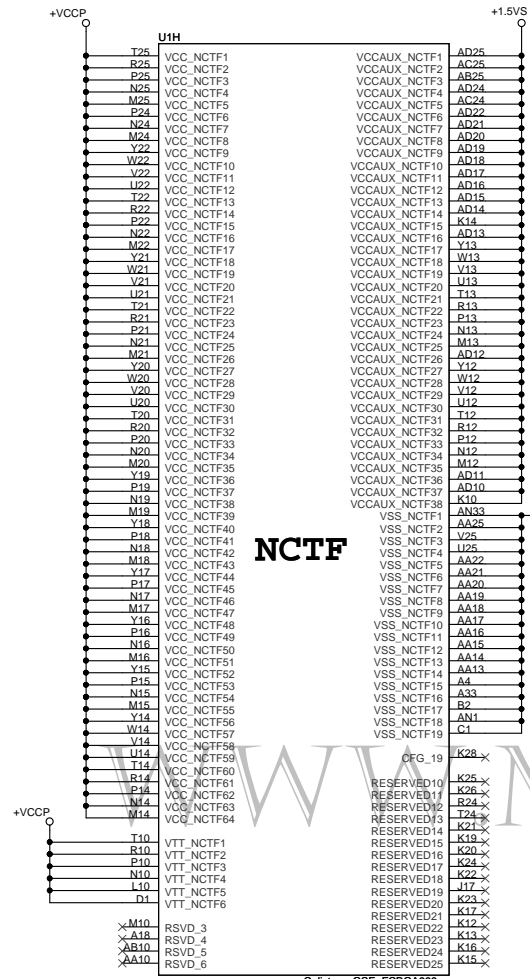 +VCCP
+1.5VS
U1H
T25 VCC_NCTF1
R25 VCC_NCTF2
P25 VCC_NCTF3
N25 VCC_NCTF4
M25 VCC_NCTF5
P24 VCC_NCTF6
N24 VCC_NCTF7
M24 VCC_NCTF8
Y22 VCC_NCTF9
W22 VCC_NCTF10
V22 VCC_NCTF11
U22 VCC_NCTF12
T22 VCC_NCTF13
R22 VCC_NCTF14
P22 VCC_NCTF15
N22 VCC_NCTF16
M22 VCC_NCTF17
Y21 VCC_NCTF18
W21 VCC_NCTF19
V21 VCC_NCTF20
U21 VCC_NCTF21
T21 VCC_NCTF22
R21 VCC_NCTF23
P21 VCC_NCTF24
N21 VCC_NCTF25
M21 VCC_NCTF26
Y20 VCC_NCTF27
W20 VCC_NCTF28
V20 VCC_NCTF29
U20 VCC_NCTF30
T20 VCC_NCTF31
R20 VCC_NCTF32
P20 VCC_NCTF33
N20 VCC_NCTF34
M20 VCC_NCTF35
Y19 VCC_NCTF36
P19 VCC_NCTF37
N19 VCC_NCTF38
M19 VCC_NCTF39
Y18 VCC_NCTF40
P18 VCC_NCTF41
N18 VCC_NCTF42
M18 VCC_NCTF43
Y17 VCC_NCTF44
P17 VCC_NCTF45
N17 VCC_NCTF46
M17 VCC_NCTF47
Y16 VCC_NCTF48
P16 VCC_NCTF49
N16 VCC_NCTF50
M16 VCC_NCTF51
Y15 VCC_NCTF52
P15 VCC_NCTF53
N15 VCC_NCTF54
M15 VCC_NCTF55
Y14 VCC_NCTF56
W14 VCC_NCTF57
V14 VCC_NCTF58
U14 VCC_NCTF59
T14 VCC_NCTF60
R14 VCC_NCTF61
P14 VCC_NCTF62
N14 VCC_NCTF63
M14 VCC_NCTF64
+VCCP
T10 VTT_NCTF1
R10 VTT_NCTF2
P10 VTT_NCTF3
N10 VTT_NCTF4
L10 VTT_NCTF5
D1 VTT_NCTF6
M10 RSVD_3
A18 RSVD_4
AB10 RSVD_5
AA10 RSVD_6
NCTF
VCCAUX_NCTF1 AD25
VCCAUX_NCTF2 AC25
VCCAUX_NCTF3 AB25
VCCAUX_NCTF4 AD24
VCCAUX_NCTF5 AC24
VCCAUX_NCTF6 AD22
VCCAUX_NCTF7 AD21
VCCAUX_NCTF8 AD20
VCCAUX_NCTF9 AD19
VCCAUX_NCTF10 AD18
VCCAUX_NCTF11 AD17
VCCAUX_NCTF12 AD16
VCCAUX_NCTF13 AD15
VCCAUX_NCTF14 AD14
VCCAUX_NCTF15 K14
VCCAUX_NCTF16 AD13
VCCAUX_NCTF17 Y13
VCCAUX_NCTF18 W13
VCCAUX_NCTF19 V13
VCCAUX_NCTF20 U13
VCCAUX_NCTF21 T13
VCCAUX_NCTF22 R13
VCCAUX_NCTF23 P13
VCCAUX_NCTF24 N13
VCCAUX_NCTF25 M13
VCCAUX_NCTF26 AD12
VCCAUX_NCTF27 Y12
VCCAUX_NCTF28 W12
VCCAUX_NCTF29 V12
VCCAUX_NCTF30 U12
VCCAUX_NCTF31 T12
VCCAUX_NCTF32 R12
VCCAUX_NCTF33 P12
VCCAUX_NCTF34 N12
VCCAUX_NCTF35 M12
VCCAUX_NCTF36 AD11
VCCAUX_NCTF37 AD10
VCCAUX_NCTF38 K10
VSS_NCTF1 AN33
VSS_NCTF2 AA25
VSS_NCTF3 V25
VSS_NCTF4 U25
VSS_NCTF5 AA22
VSS_NCTF6 AA21
VSS_NCTF7 AA20
VSS_NCTF8 AA19
VSS_NCTF9 AA18
VSS_NCTF10 AA17
VSS_NCTF11 AA16
VSS_NCTF12 AA15
VSS_NCTF13 AA14
VSS_NCTF14 AA13
VSS_NCTF15 A4
VSS_NCTF16 A33
VSS_NCTF17 B2
VSS_NCTF18 AN1
VSS_NCTF19 C1
CFG_19 K28
RESERVED10 K25
RESERVED11 K26
RESERVED12 R24
RESERVED13 T24
RESERVED14 K21
RESERVED15 K19
RESERVED16 K20
RESERVED17 K24
RESERVED18 K22
RESERVED19 J17
RESERVED20 K23
RESERVED21 K17
RESERVED22 K12
RESERVED23 K13
RESERVED24 K16
RESERVED25 K15